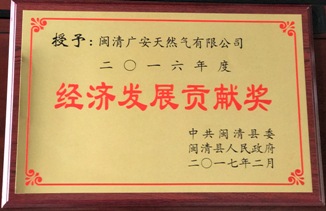 授予：闽清广安天然气有限公司
二〇一六年度
经济发展贡献奖
中共闽清县委
闽清县人民政府
二〇一七年二月